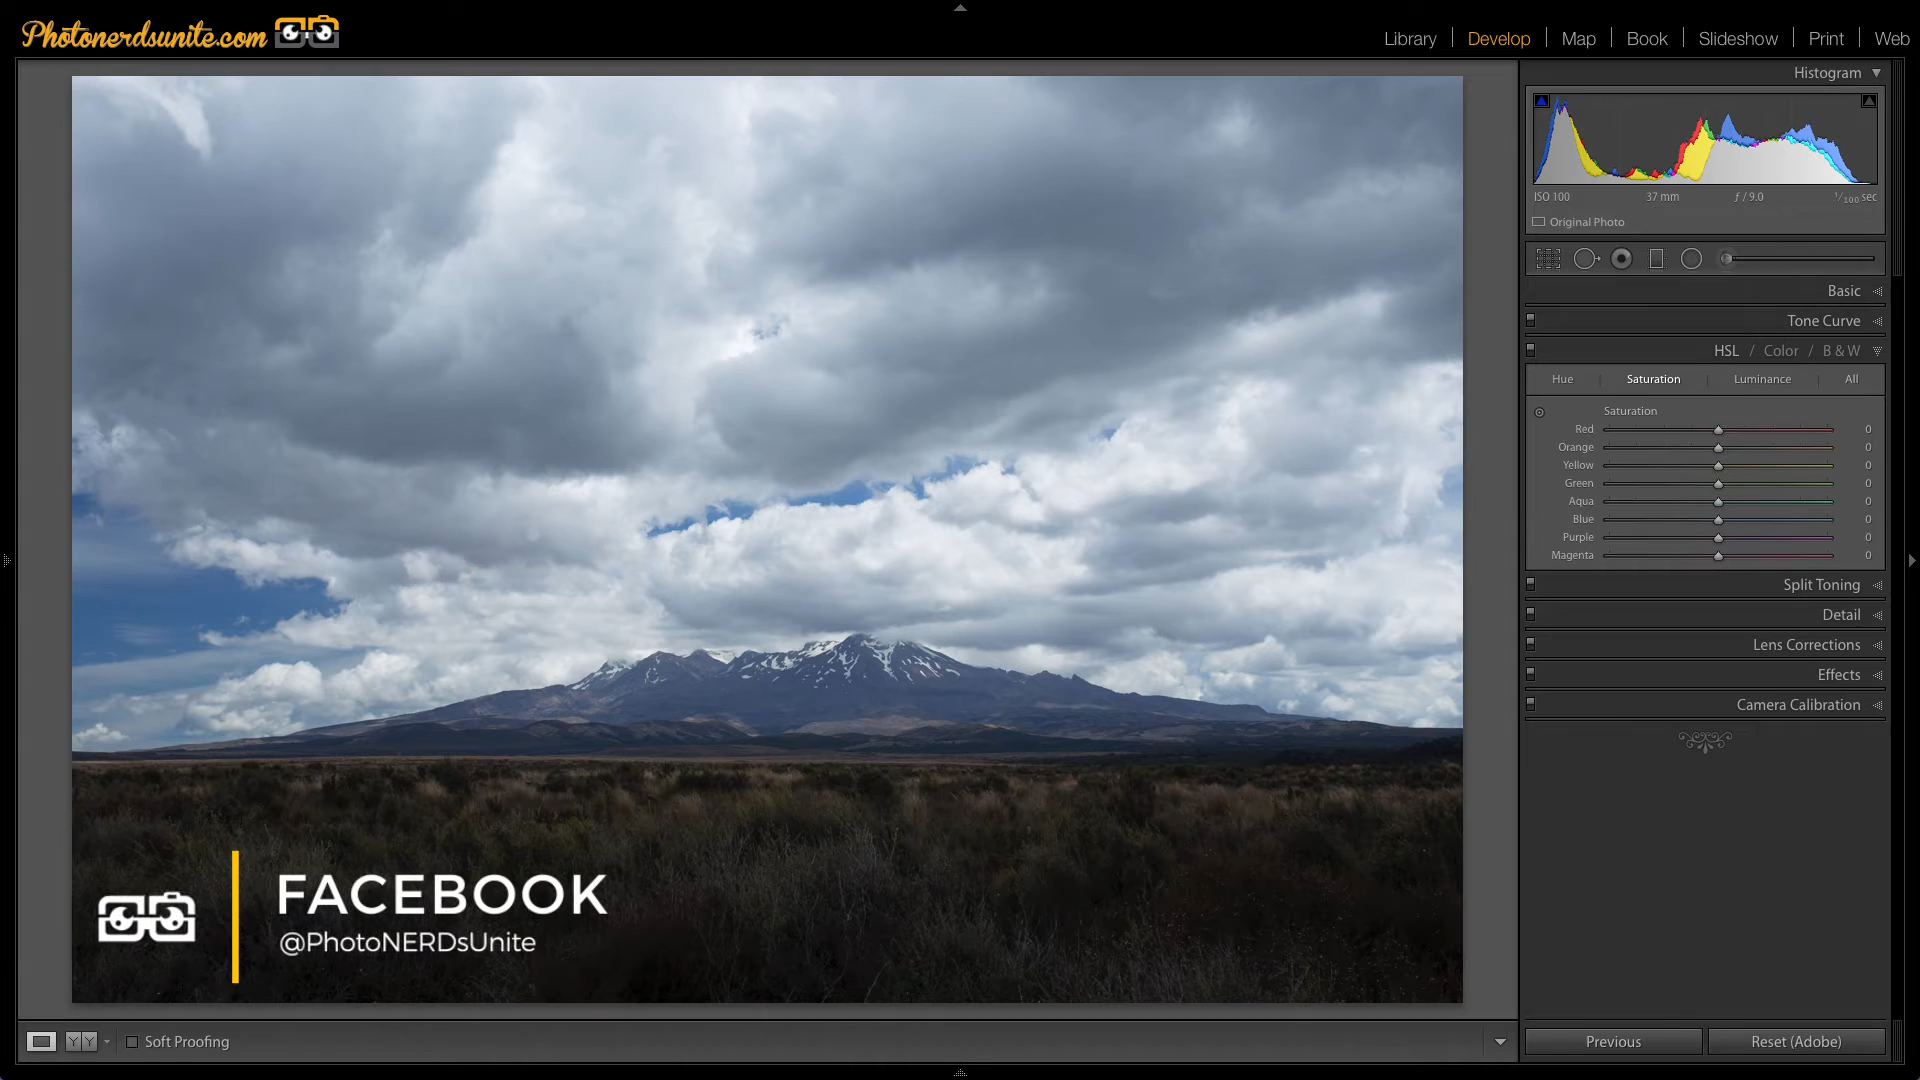 Photonerdsunite.com
Library | Develop | Map | Book | Slideshow | Print | Web
Histogram
ISO 100 37 mm ƒ / 9.0 1/100 sec
Original Photo
Basic
Tone Curve
HSL / Color / B & W
Hue Saturation Luminance All
Saturation
Red 0
Orange 0
Yellow 0
Green 0
Aqua 0
Blue 0
Purple 0
Magenta 0
Split Toning
Detail
Lens Corrections
Effects
Camera Calibration
FACEBOOK
@PhotoNERDsUnite
Soft Proofing
Previous Reset (Adobe)